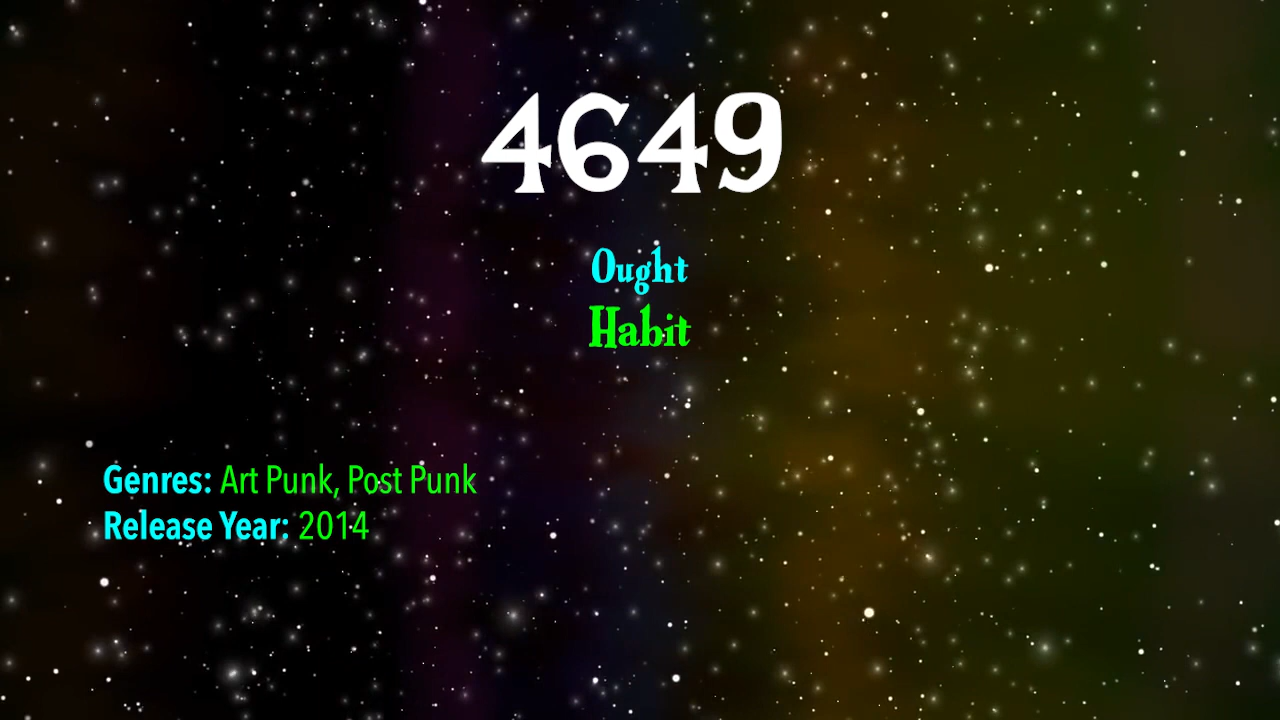 4649
Ought
Habit
Genres: Art Punk, Post Punk
Release Year: 2014